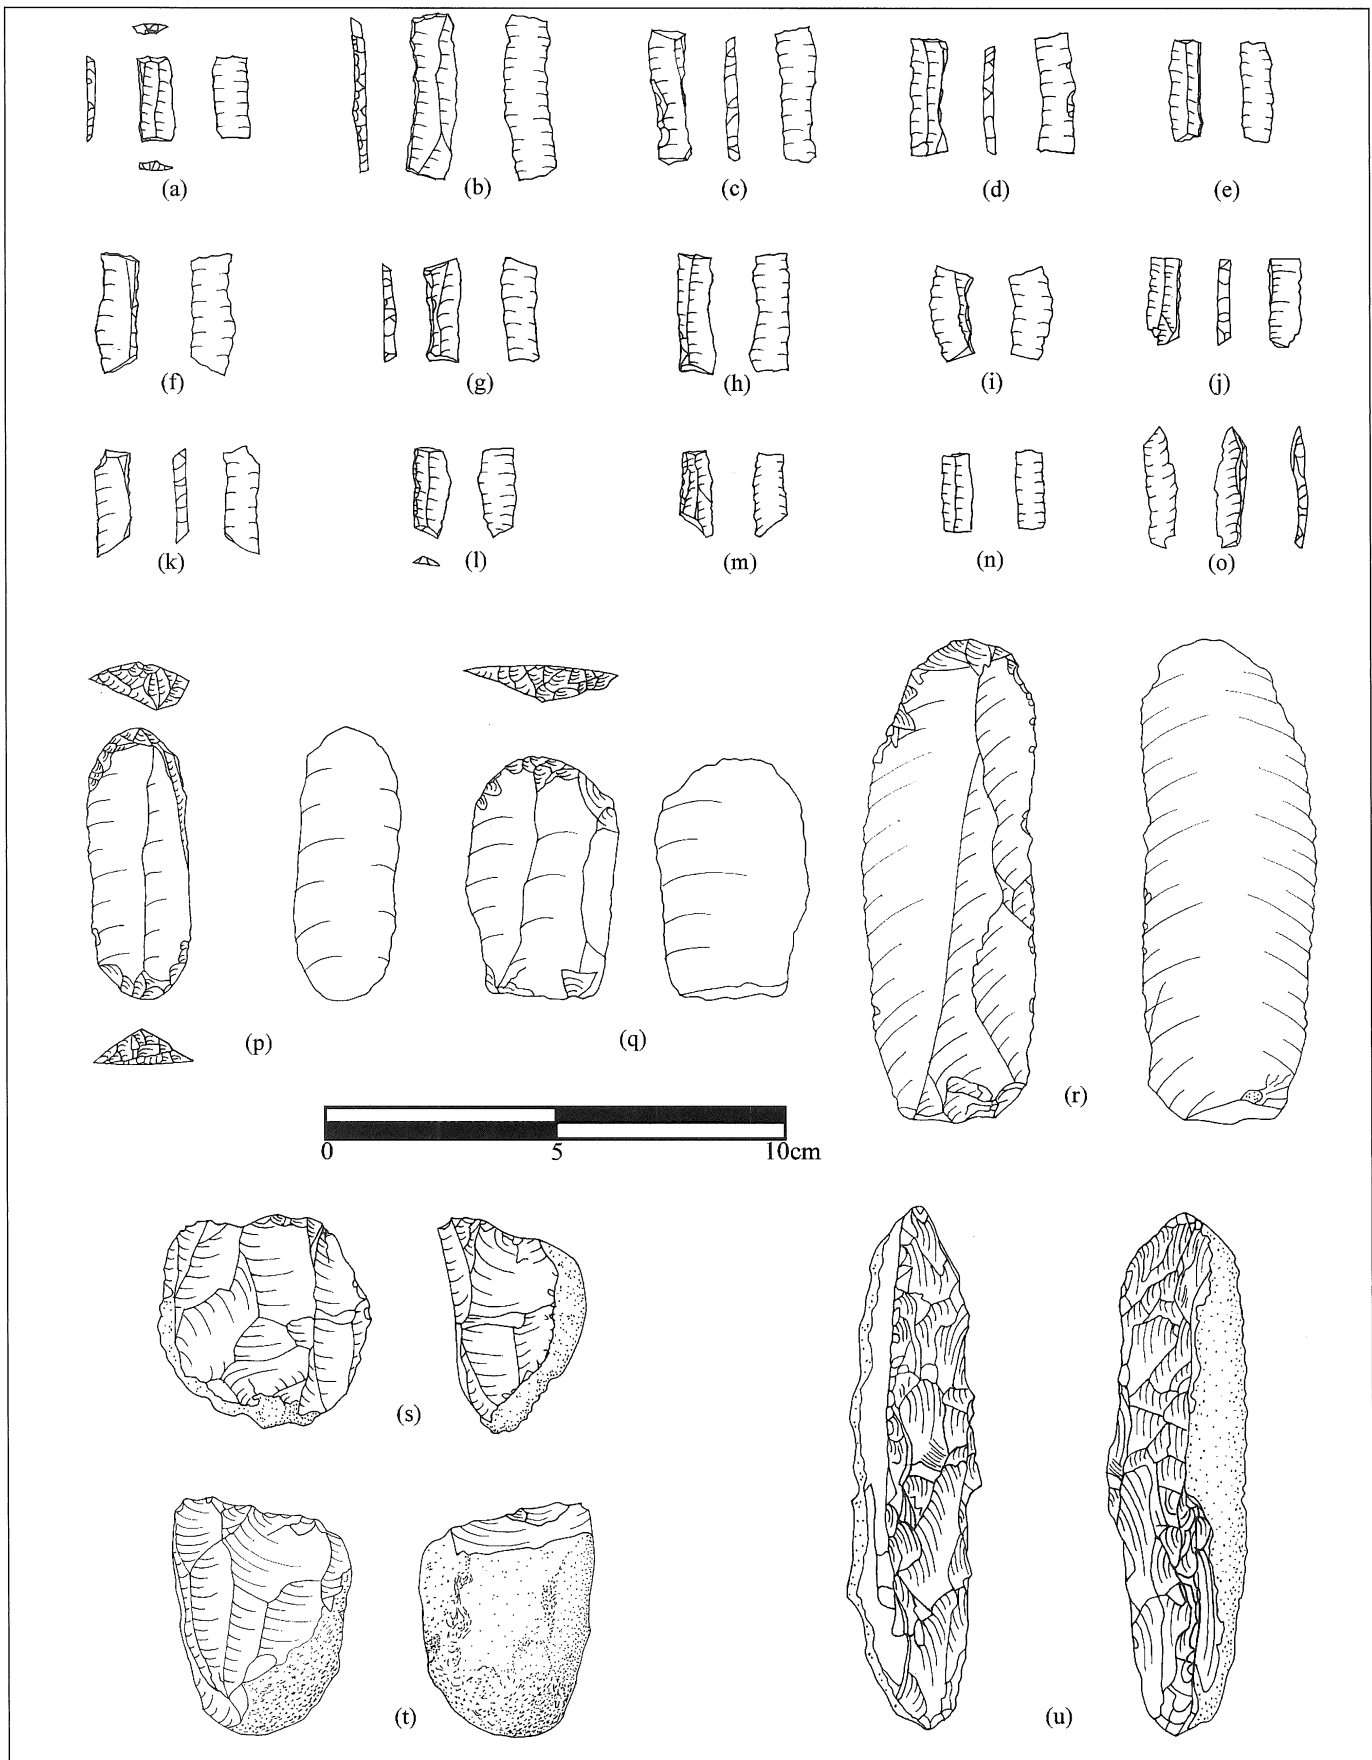 (a) (b) (c) (d) (e)
(f) (g) (h) (i) (j)
(k) (l) (m) (n) (o)
(p) (q) (r)
0 5 10cm
(s)
(t) (u)